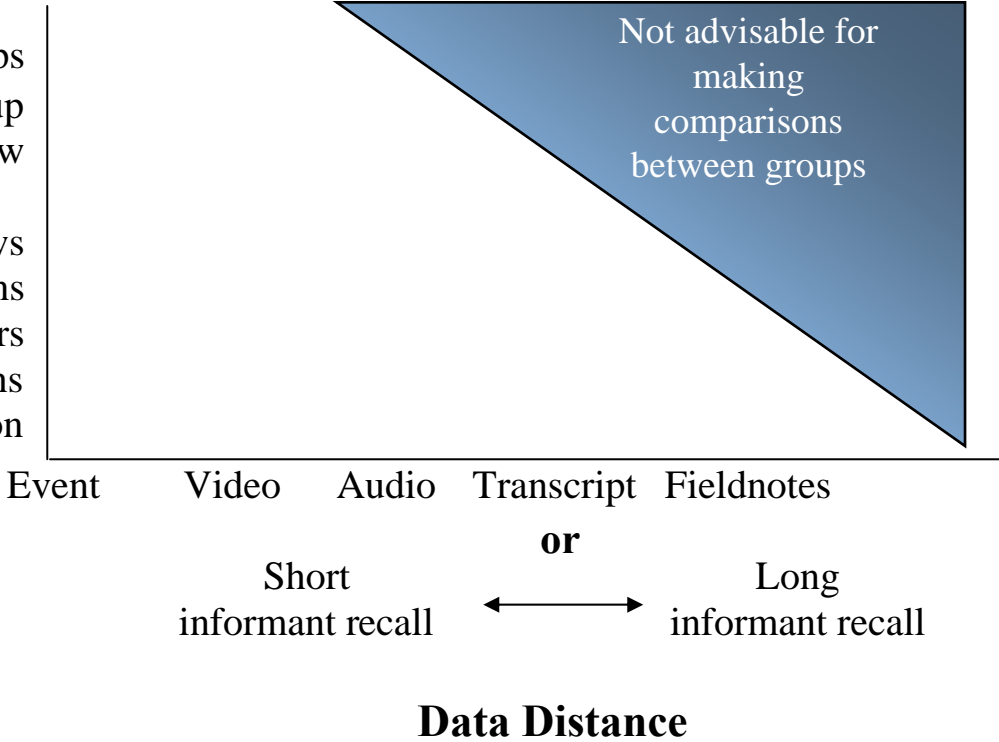 Not advisable for
making
comparisons
between groups
Event Video Audio Transcript Fieldnotes
or
Short
informant recall
Long
informant recall
Data Distance